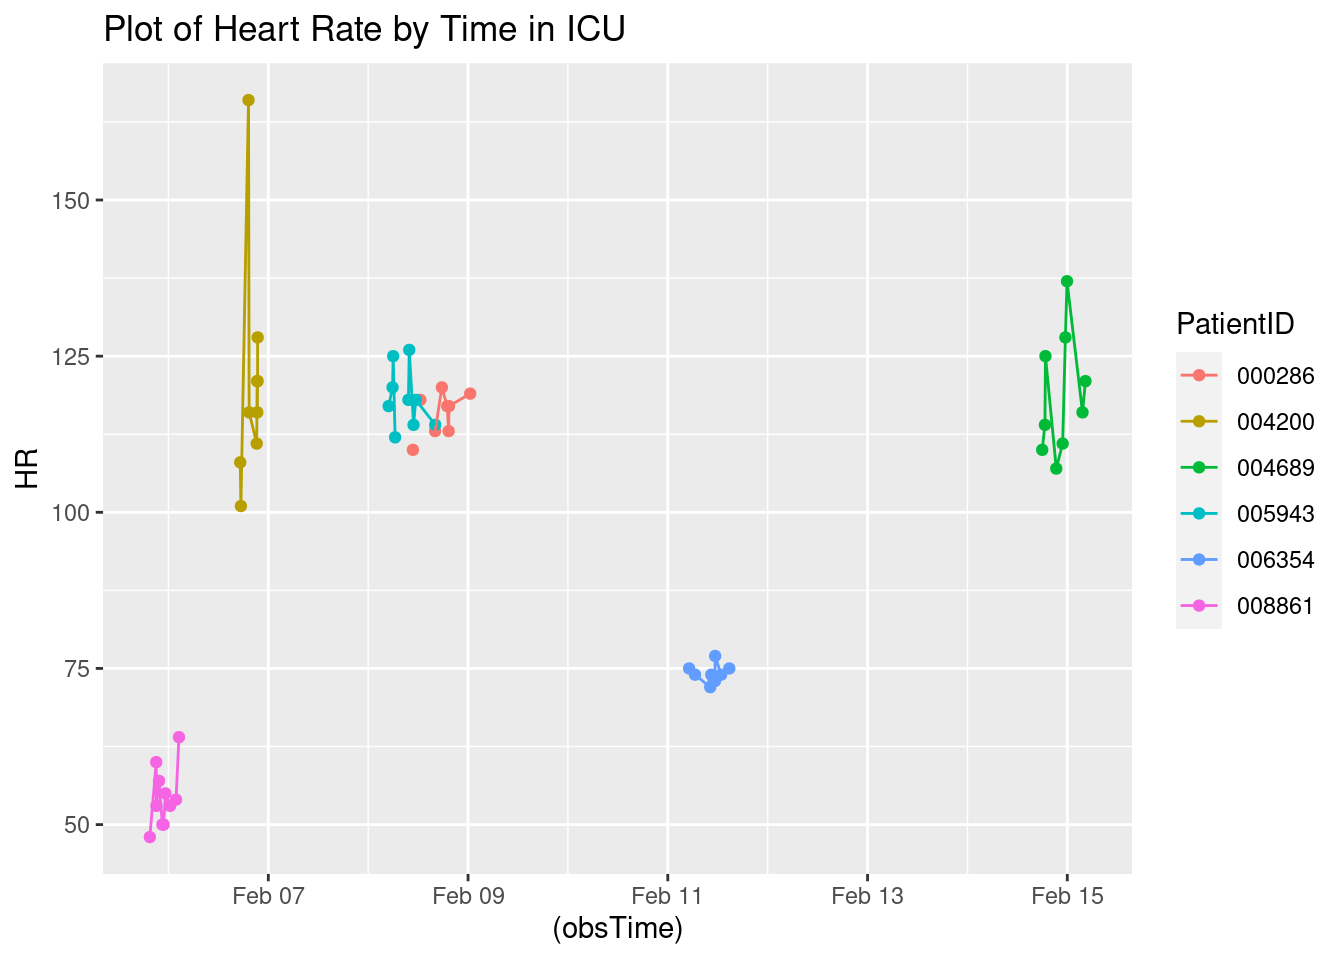 Plot of Heart Rate by Time in ICU
150
125
100
75
50
HR
Feb 07 Feb 09 Feb 11 Feb 13 Feb 15
(obsTime)
PatientID
000286
004200
004689
005943
006354
008861